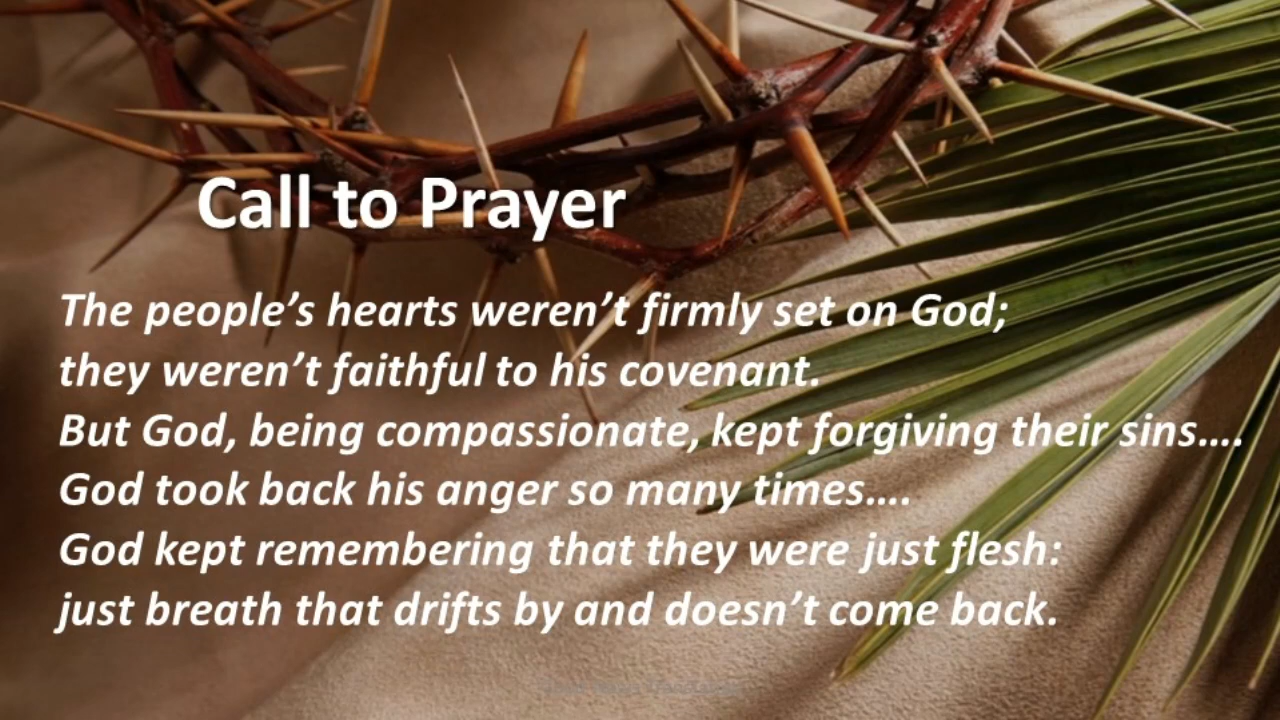 Call to Prayer
The people’s hearts weren’t firmly set on God;
they weren’t faithful to his covenant.
But God, being compassionate, kept forgiving their sins….
God took back his anger so many times….
God kept remembering that they were just flesh:
just breath that drifts by and doesn’t come back.